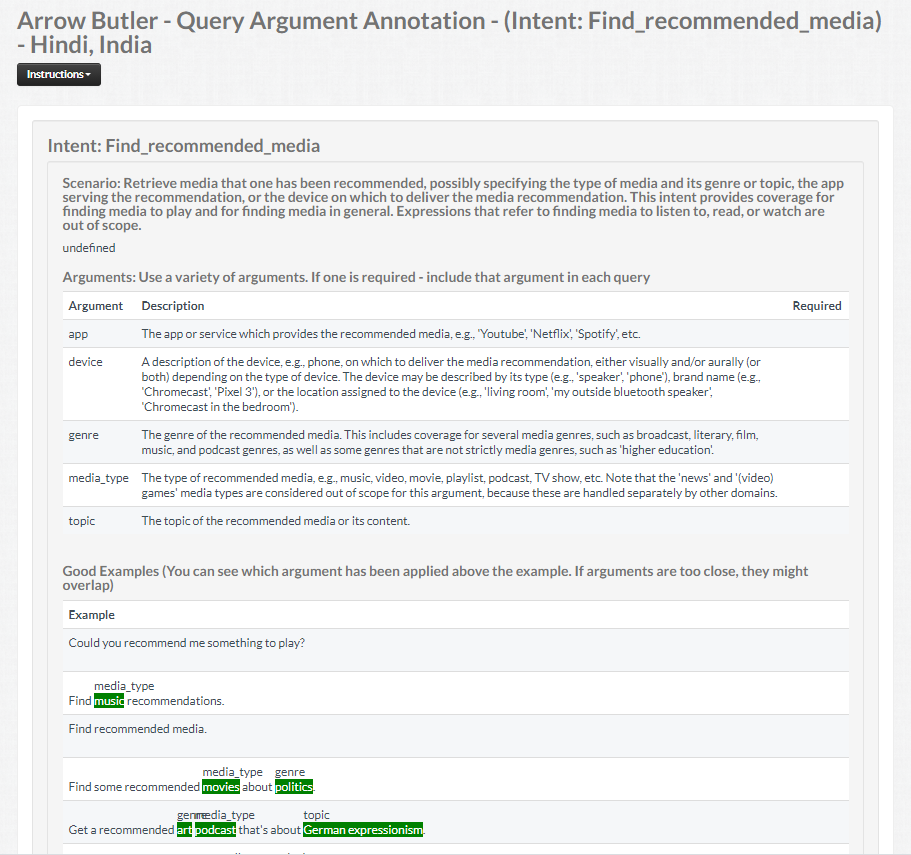 Arrow Butler - Query Argument Annotation - (Intent: Find_recommended_media)
- Hindi, India
Instructions
Intent: Find_recommended_media
Scenario: Retrieve media that one has been recommended, possibly specifying the type of media and its genre or topic, the app
serving the recommendation, or the device on which to deliver the media recommendation. This intent provides coverage for
finding media to play and for finding media in general. Expressions that refer to finding media to listen to, read, or watch are
out of scope.
undefined
Arguments: Use a variety of arguments. If one is required - include that argument in each query
Argument Description Required
app The app or service which provides the recommended media, e.g., 'Youtube', 'Netflix', 'Spotify', etc.
device A description of the device, e.g., phone, on which to deliver the media recommendation, either visually and/or aurally (or
both) depending on the type of device. The device may be described by its type (e.g., 'speaker', 'phone'), brand name (e.g.,
'Chromecast', 'Pixel 3'), or the location assigned to the device (e.g., 'living room', 'my outside bluetooth speaker',
'Chromecast in the bedroom').
genre The genre of the recommended media. This includes coverage for several media genres, such as broadcast, literary, film,
music, and podcast genres, as well as some genres that are not strictly media genres, such as 'higher education'.
media_type The type of recommended media, e.g., music, video, movie, playlist, podcast, TV show, etc. Note that the 'news' and '(video)
games' media types are considered out of scope for this argument, because these are handled separately by other domains.
topic The topic of the recommended media or its content.
Good Examples (You can see which argument has been applied above the example. If arguments are too close, they might
overlap)
Example
Could you recommend me something to play?
media_type
Find music recommendations.
Find recommended media.
media_type genre
Find some recommended movies about politics.
genre media_type topic
Get a recommended art podcast that's about German expressionism.